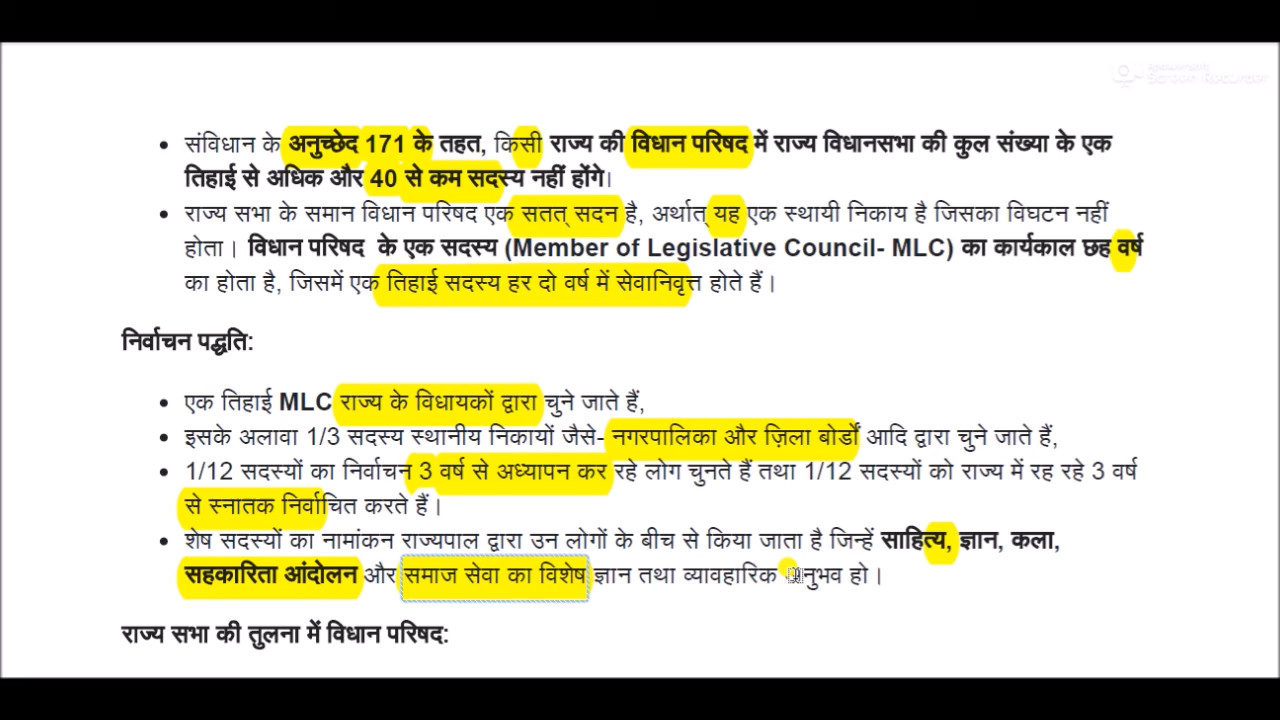 Screen Recorder
संविधान के अनुच्छेद 171 के तहत, किसी राज्य की विधान परिषद में राज्य विधानसभा की कुल संख्या के एक
तिहाई से अधिक और 40 से कम सदस्य नहीं होंगे।
राज्य सभा के समान विधान परिषद एक सतत् सदन है, अर्थात् यह एक स्थायी निकाय है जिसका विघटन नहीं
होता। विधान परिषद के एक सदस्य (Member of Legislative Council- MLC) का कार्यकाल छह वर्ष
का होता है, जिसमें एक तिहाई सदस्य हर दो वर्ष में सेवानिवृत्त होते हैं।
निर्वाचन पद्धति:
एक तिहाई MLC राज्य के विधायकों द्वारा चुने जाते हैं,
इसके अलावा 1/3 सदस्य स्थानीय निकायों जैसे- नगरपालिका और ज़िला बोर्डों आदि द्वारा चुने जाते हैं,
1/12 सदस्यों का निर्वाचन 3 वर्ष से अध्यापन कर रहे लोग चुनते हैं तथा 1/12 सदस्यों को राज्य में रह रहे 3 वर्ष
से स्नातक निर्वाचित करते हैं।
शेष सदस्यों का नामांकन राज्यपाल द्वारा उन लोगों के बीच से किया जाता है जिन्हें साहित्य, ज्ञान, कला,
सहकारिता आंदोलन और समाज सेवा का विशेष ज्ञान तथा व्यावहारिक अनुभव हो।
राज्य सभा की तुलना में विधान परिषद: